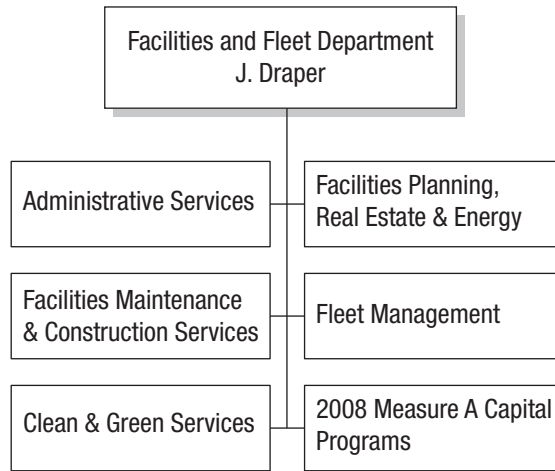 Facilities and Fleet Department
J. Draper
Administrative Services
Facilities Planning,
Real Estate & Energy
Facilities Maintenance
& Construction Services
Fleet Management
Clean & Green Services
2008 Measure A Capital
Programs